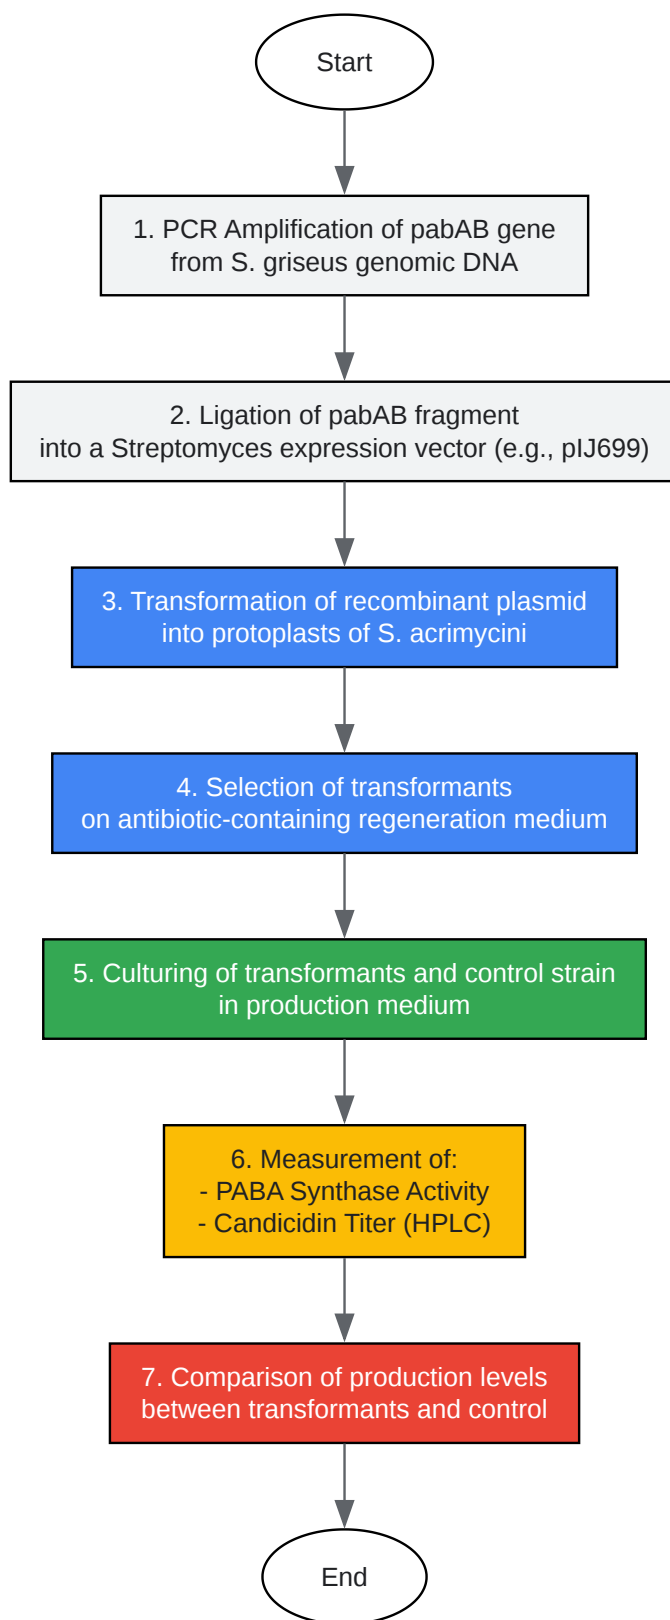 Start
1. PCR Amplification of pabAB gene
from S. griseus genomic DNA
2. Ligation of pabAB fragment
into a Streptomyces expression vector (e.g., pIJ699)
3. Transformation of recombinant plasmid
into protoplasts of S. acrimycini
4. Selection of transformants
on antibiotic-containing regeneration medium
5. Culturing of transformants and control strain
in production medium
6. Measurement of:
- PABA Synthase Activity
- Candicidin Titer (HPLC)
7. Comparison of production levels
between transformants and control
End